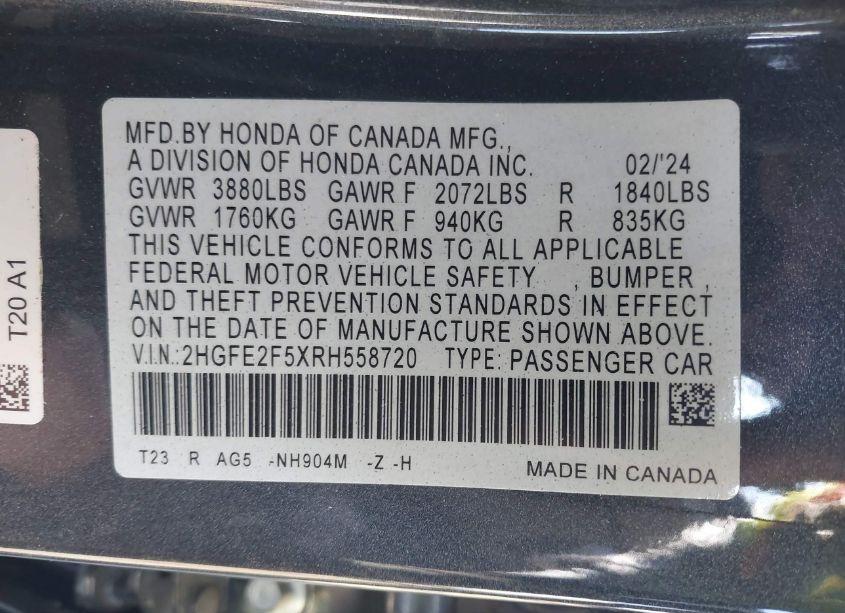 MFD.BY HONDA OF CANADA MFG.,
A DIVISION OF HONDA CANADA INC. 02/'24
GVWR 3880LBS GAWR F 2072LBS R 1840LBS
GVWR 1760KG GAWR F 940KG R 835KG
THIS VEHICLE CONFORMS TO ALL APPLICABLE
FEDERAL MOTOR VEHICLE SAFETY , BUMPER ,
AND THEFT PREVENTION STANDARDS IN EFFECT
ON THE DATE OF MANUFACTURE SHOWN ABOVE.
V.I.N.:2HGFE2F5XRH558720 TYPE: PASSENGER CAR
T23 R AG5 -NH904M -Z -H MADE IN CANADA
T20 A1